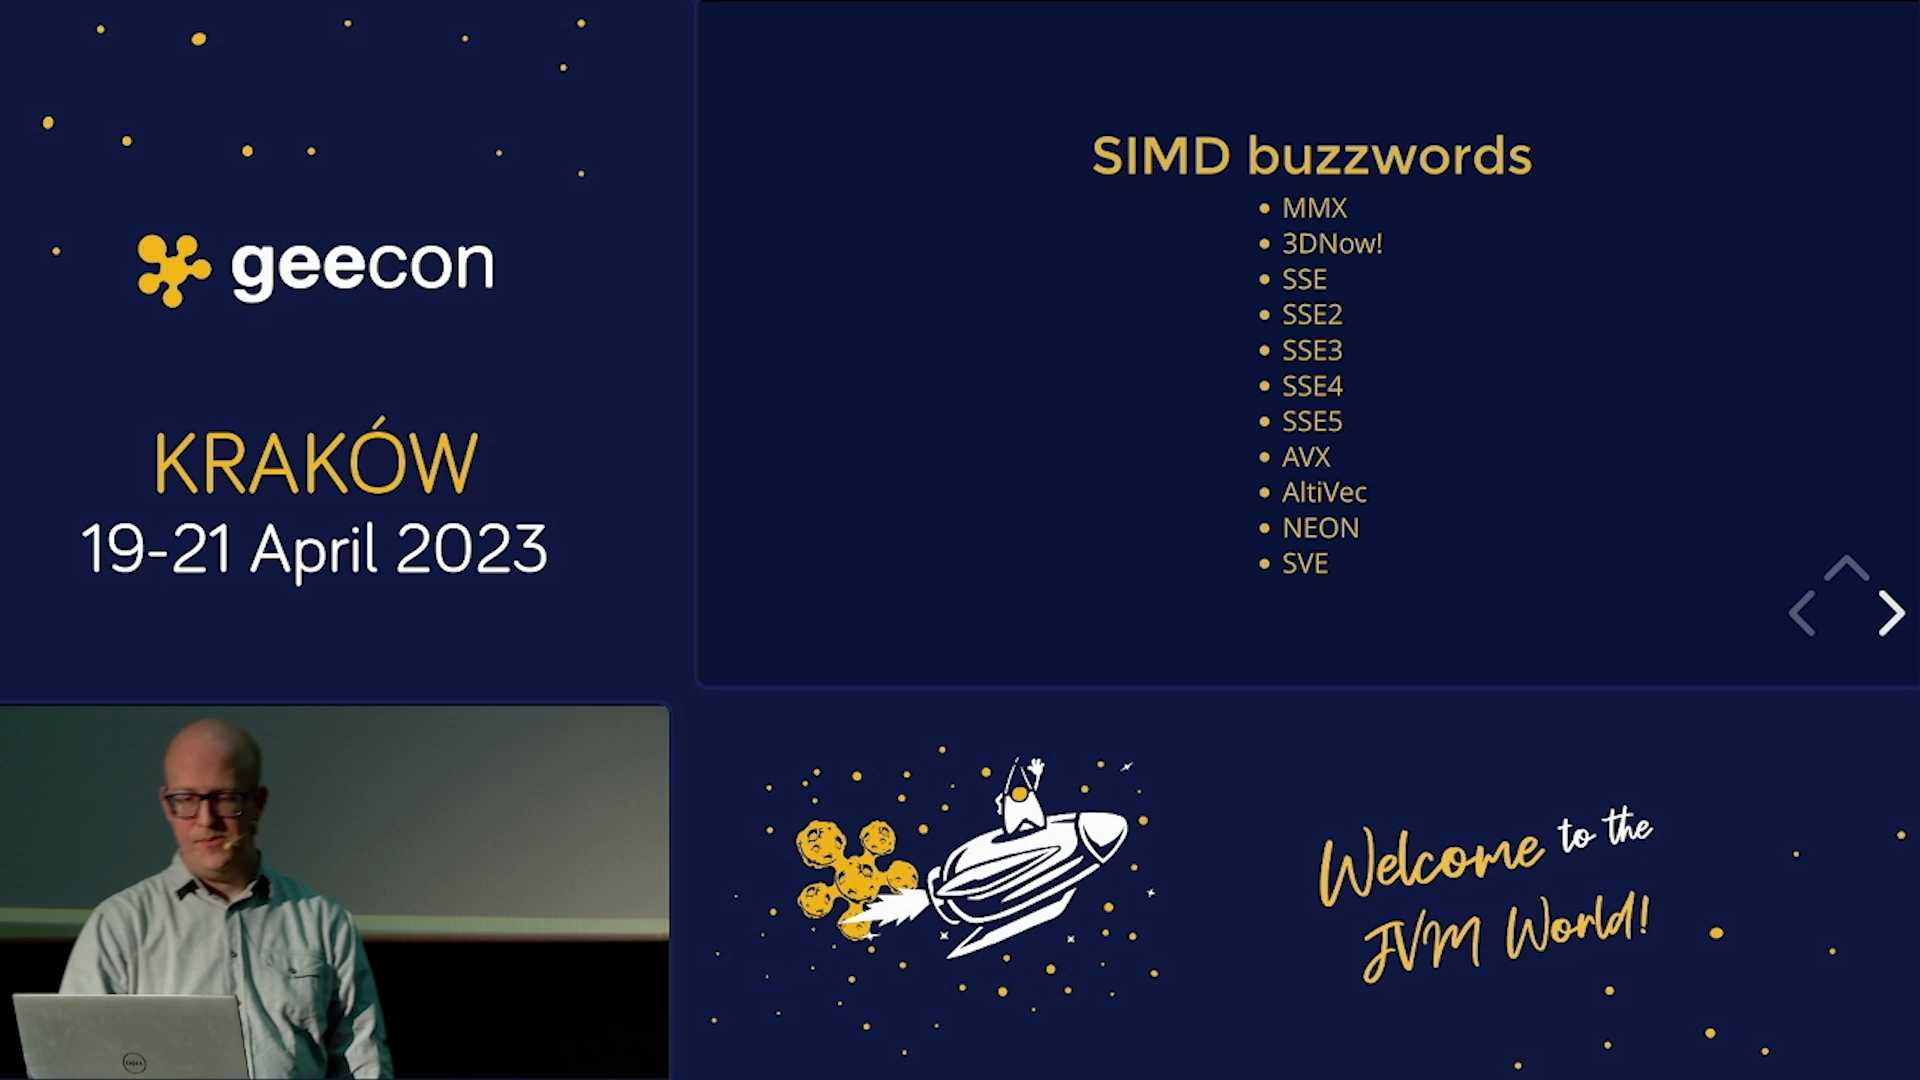 geecon
KRAKÓW
19-21 April 2023
SIMD buzzwords
MMX
3DNow!
SSE
SSE2
SSE3
SSE4
SSE5
AVX
AltiVec
NEON
SVE
DELL
Welcome to the
JVM World!